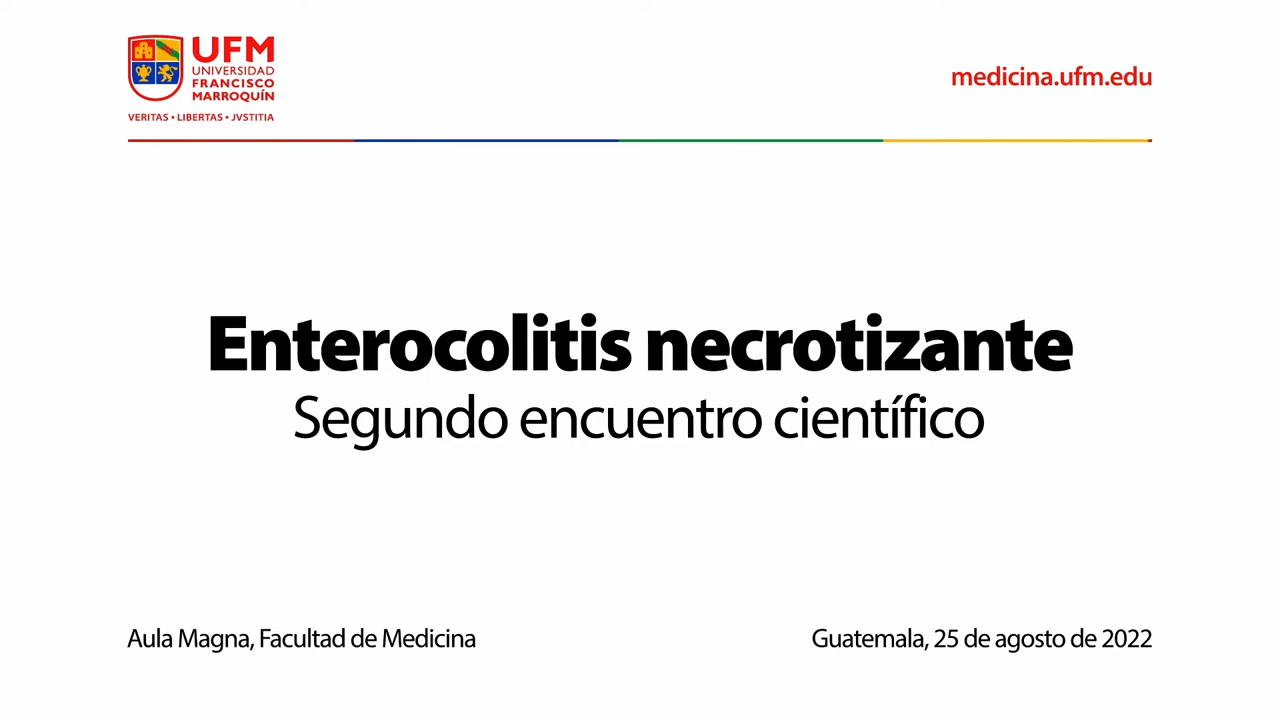 UFM
UNIVERSIDAD
FRANCISCO
MARROQUÍN
VERITAS • LIBERTAS • JVSTITIA
medicina.ufm.edu
Enterocolitis necrotizante
Segundo encuentro científico
Aula Magna, Facultad de Medicina
Guatemala, 25 de agosto de 2022